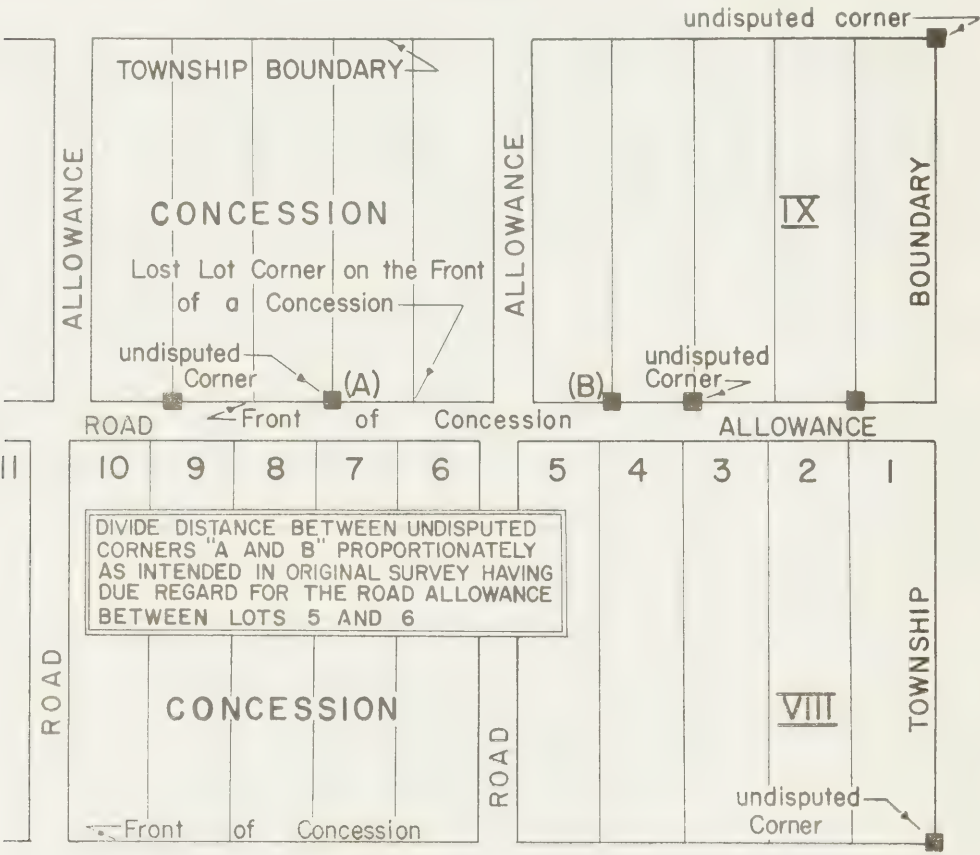 undisputed corner
TOWNSHIP BOUNDARY
ALLOWANCE
CONCESSION
ALLOWANCE
IX
BOUNDARY
Lost Lot Corner on the Front
of a Concession
undisputed
Corner
(A)
(B)
undisputed
Corner
Front of Concession
ROAD
ALLOWANCE
11 10 9 8 7 6 5 4 3 2 1
DIVIDE DISTANCE BETWEEN UNDISPUTED
CORNERS "A AND B" PROPORTIONATELY
AS INTENDED IN ORIGINAL SURVEY HAVING
DUE REGARD FOR THE ROAD ALLOWANCE
BETWEEN LOTS 5 AND 6
ROAD
CONCESSION
ROAD
VIII
TOWNSHIP
undisputed
Corner
Front of Concession